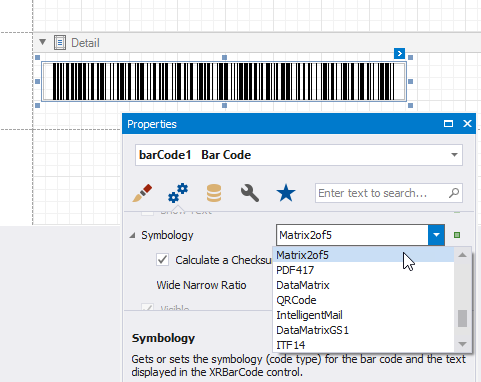 Detail
Properties
barCode1 Bar Code
Enter text to search...
Show Text
Symbology
Matrix2of5
Matrix2of5
Calculate a Checksu
PDF417
DataMatrix
Wide Narrow Ratio
QRCode
IntelligentMail
Visible
DataMatrixGS1
ITF14
Symbology
Gets or sets the symbology (code type) for the bar code and the text
displayed in the XRBarCode control.